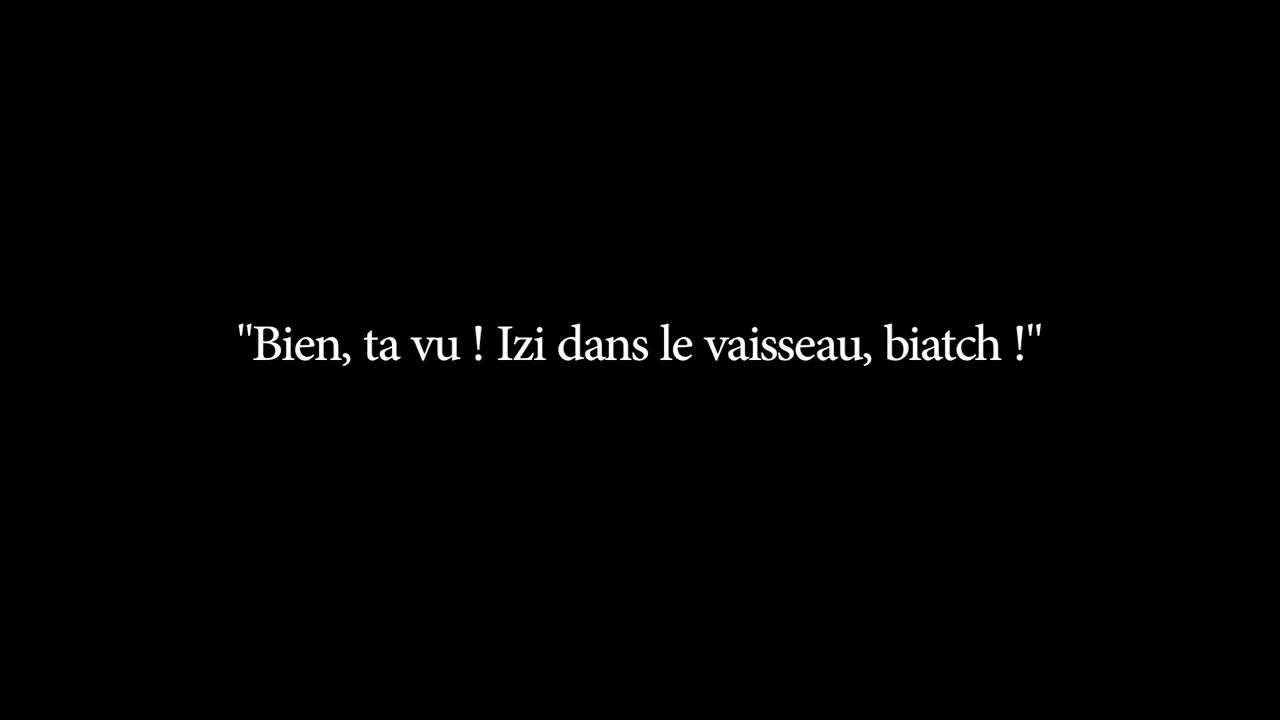 "Bien, ta vu ! Izi dans le vaisseau, biatch !"